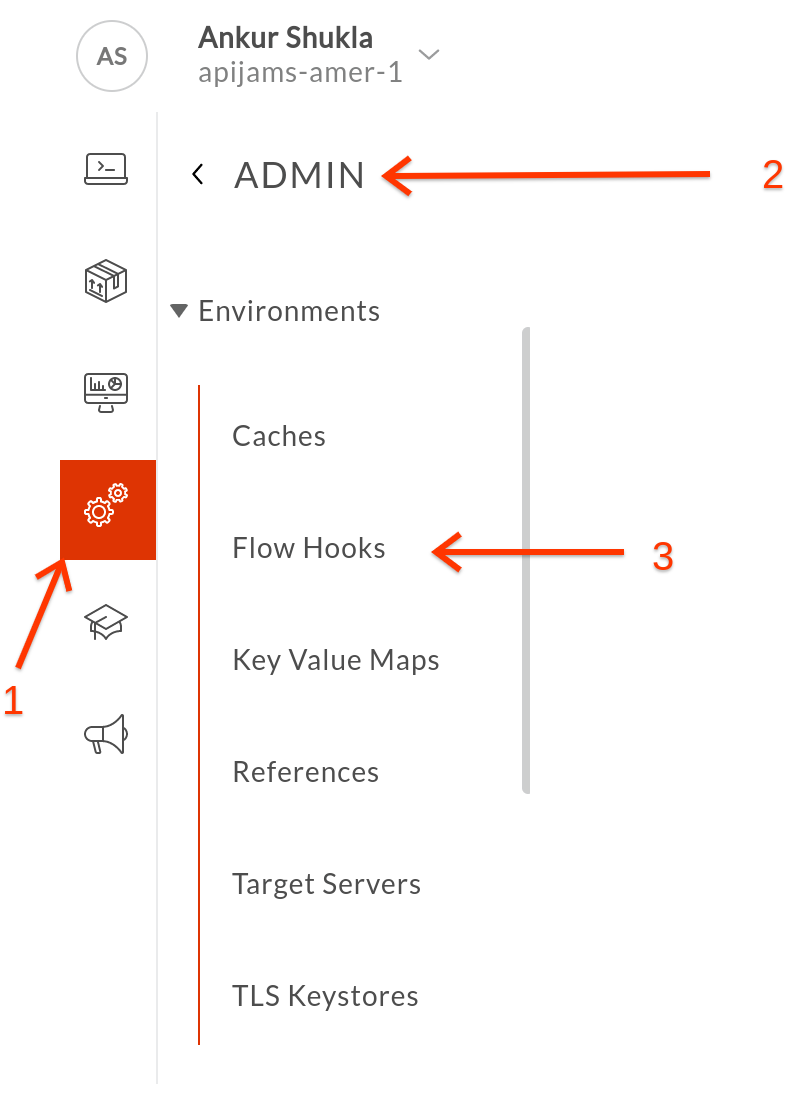 AS
Ankur Shukla
apijams-amer-1
ADMIN
2
Environments
Caches
Flow Hooks
3
Key Value Maps
1
References
Target Servers
TLS Keystores